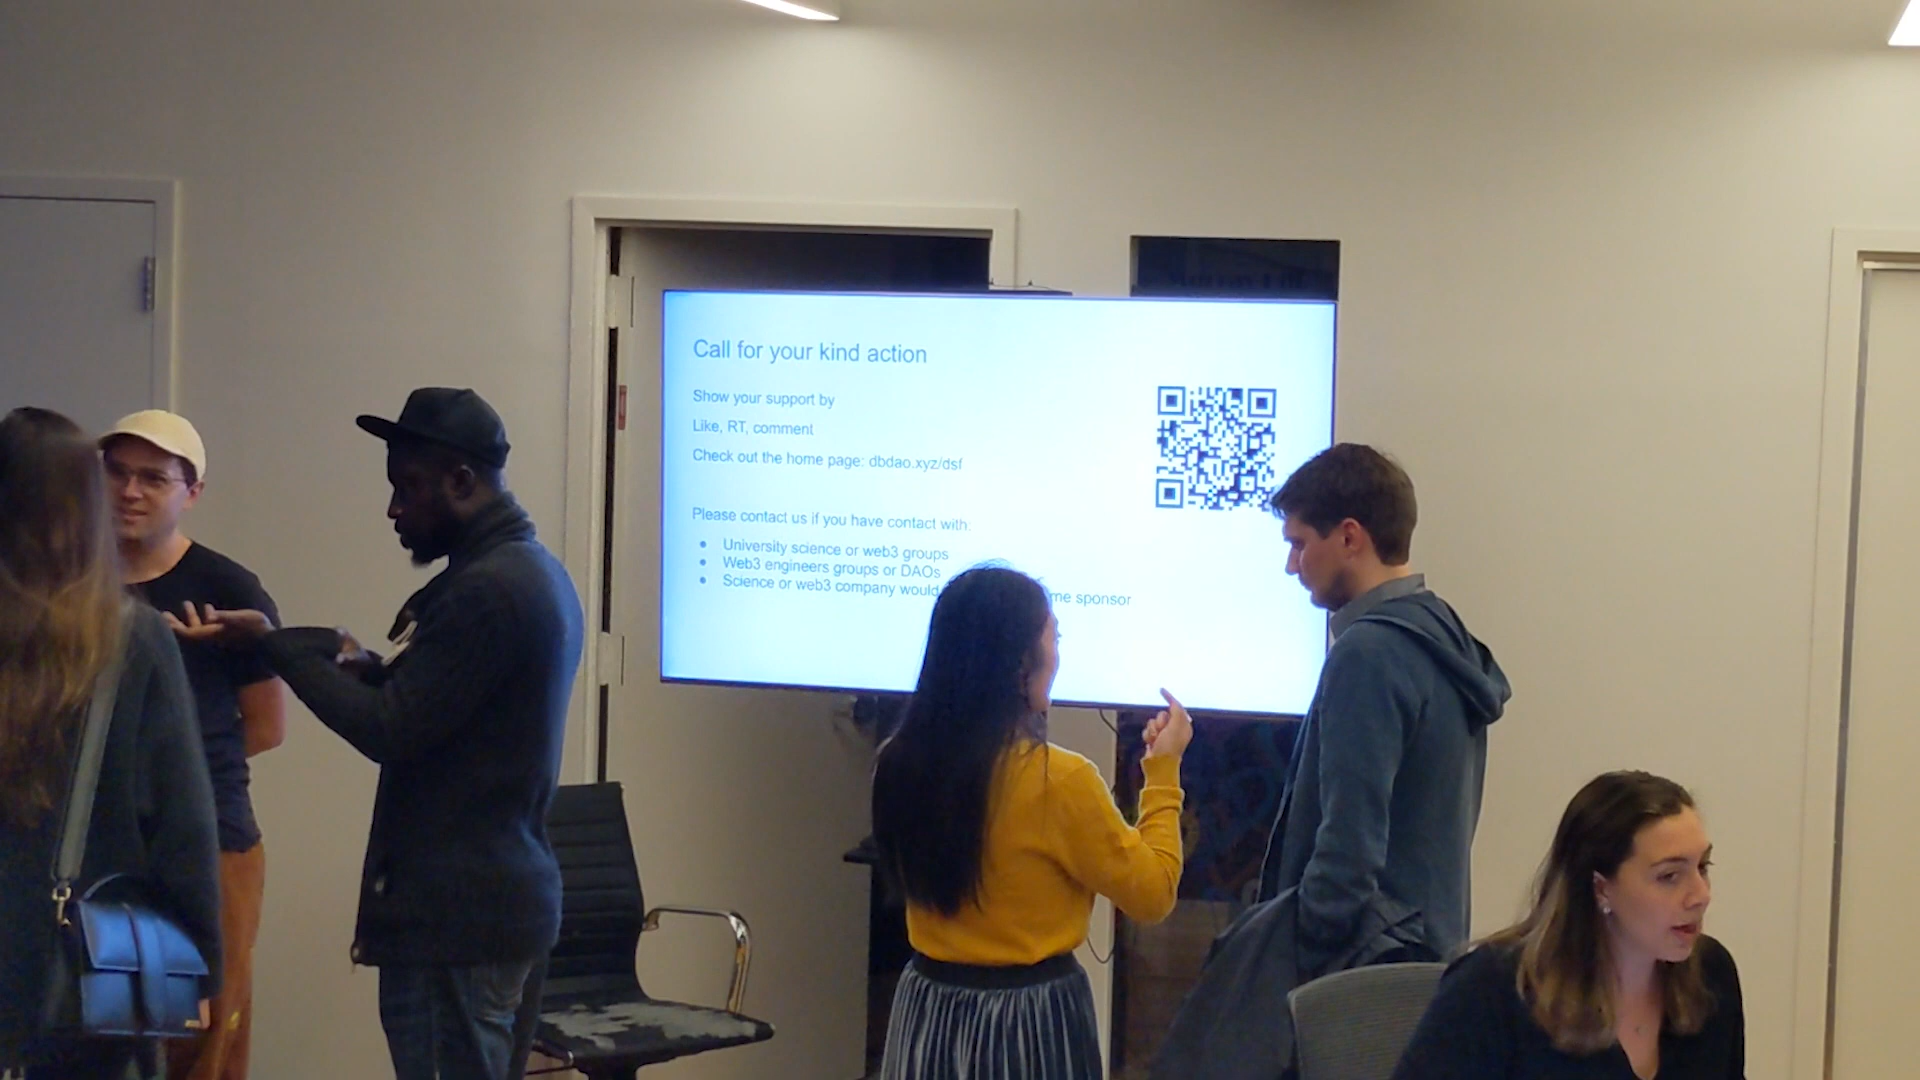 Call for your kind action
Show your support by
Like, RT, comment
Check out the home page: dbdao.xyz/dsf
Please contact us if you have contact with:
University science or web3 groups
Web3 engineers groups or DAOs
Science or web3 company would me sponsor